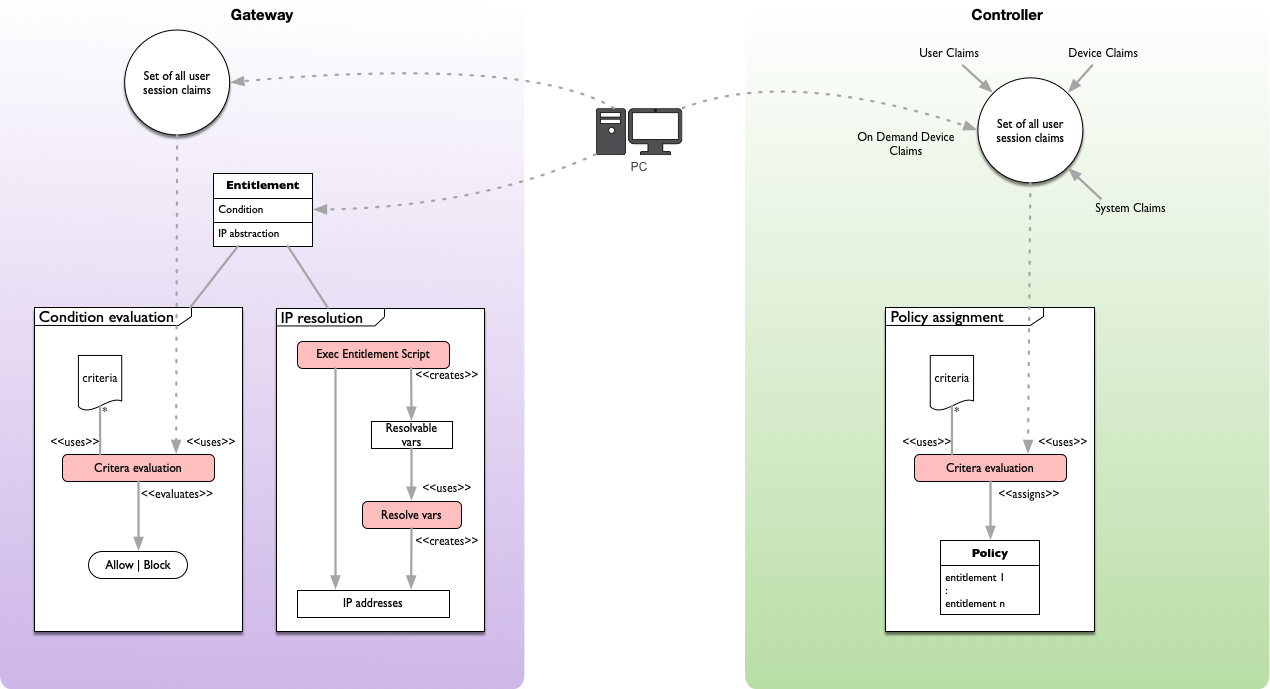 Gateway
Controller
Set of all user
session claims
PC
User Claims
Device Claims
Set of all user
session claims
On Demand Device
Claims
System Claims
Entitlement
Condition
IP abstraction
Condition evaluation
criteria
*
<<uses>>
<<uses>>
Critera evaluation
<<evaluates>>
Allow | Block
IP resolution
Exec Entitlement Script
<<creates>>
Resolvable
vars
<<uses>>
Resolve vars
<<creates>>
IP addresses
Policy assignment
criteria
*
<<uses>>
<<uses>>
Critera evaluation
<<assigns>>
Policy
entitlement 1
:
entitlement n